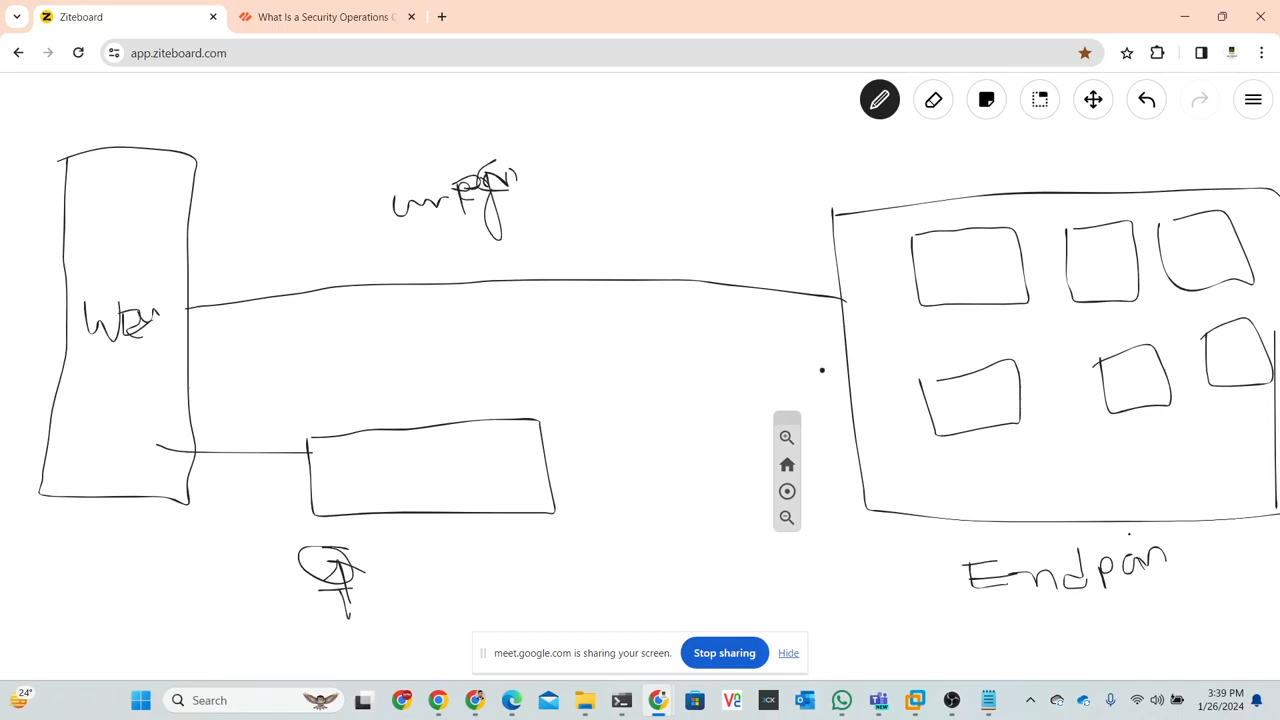 Ziteboard
What Is a Security Operations C
app.ziteboard.com
Endpoin
meet.google.com is sharing your screen.
Stop sharing
Hide
24°
Search
3:39 PM
1/26/2024